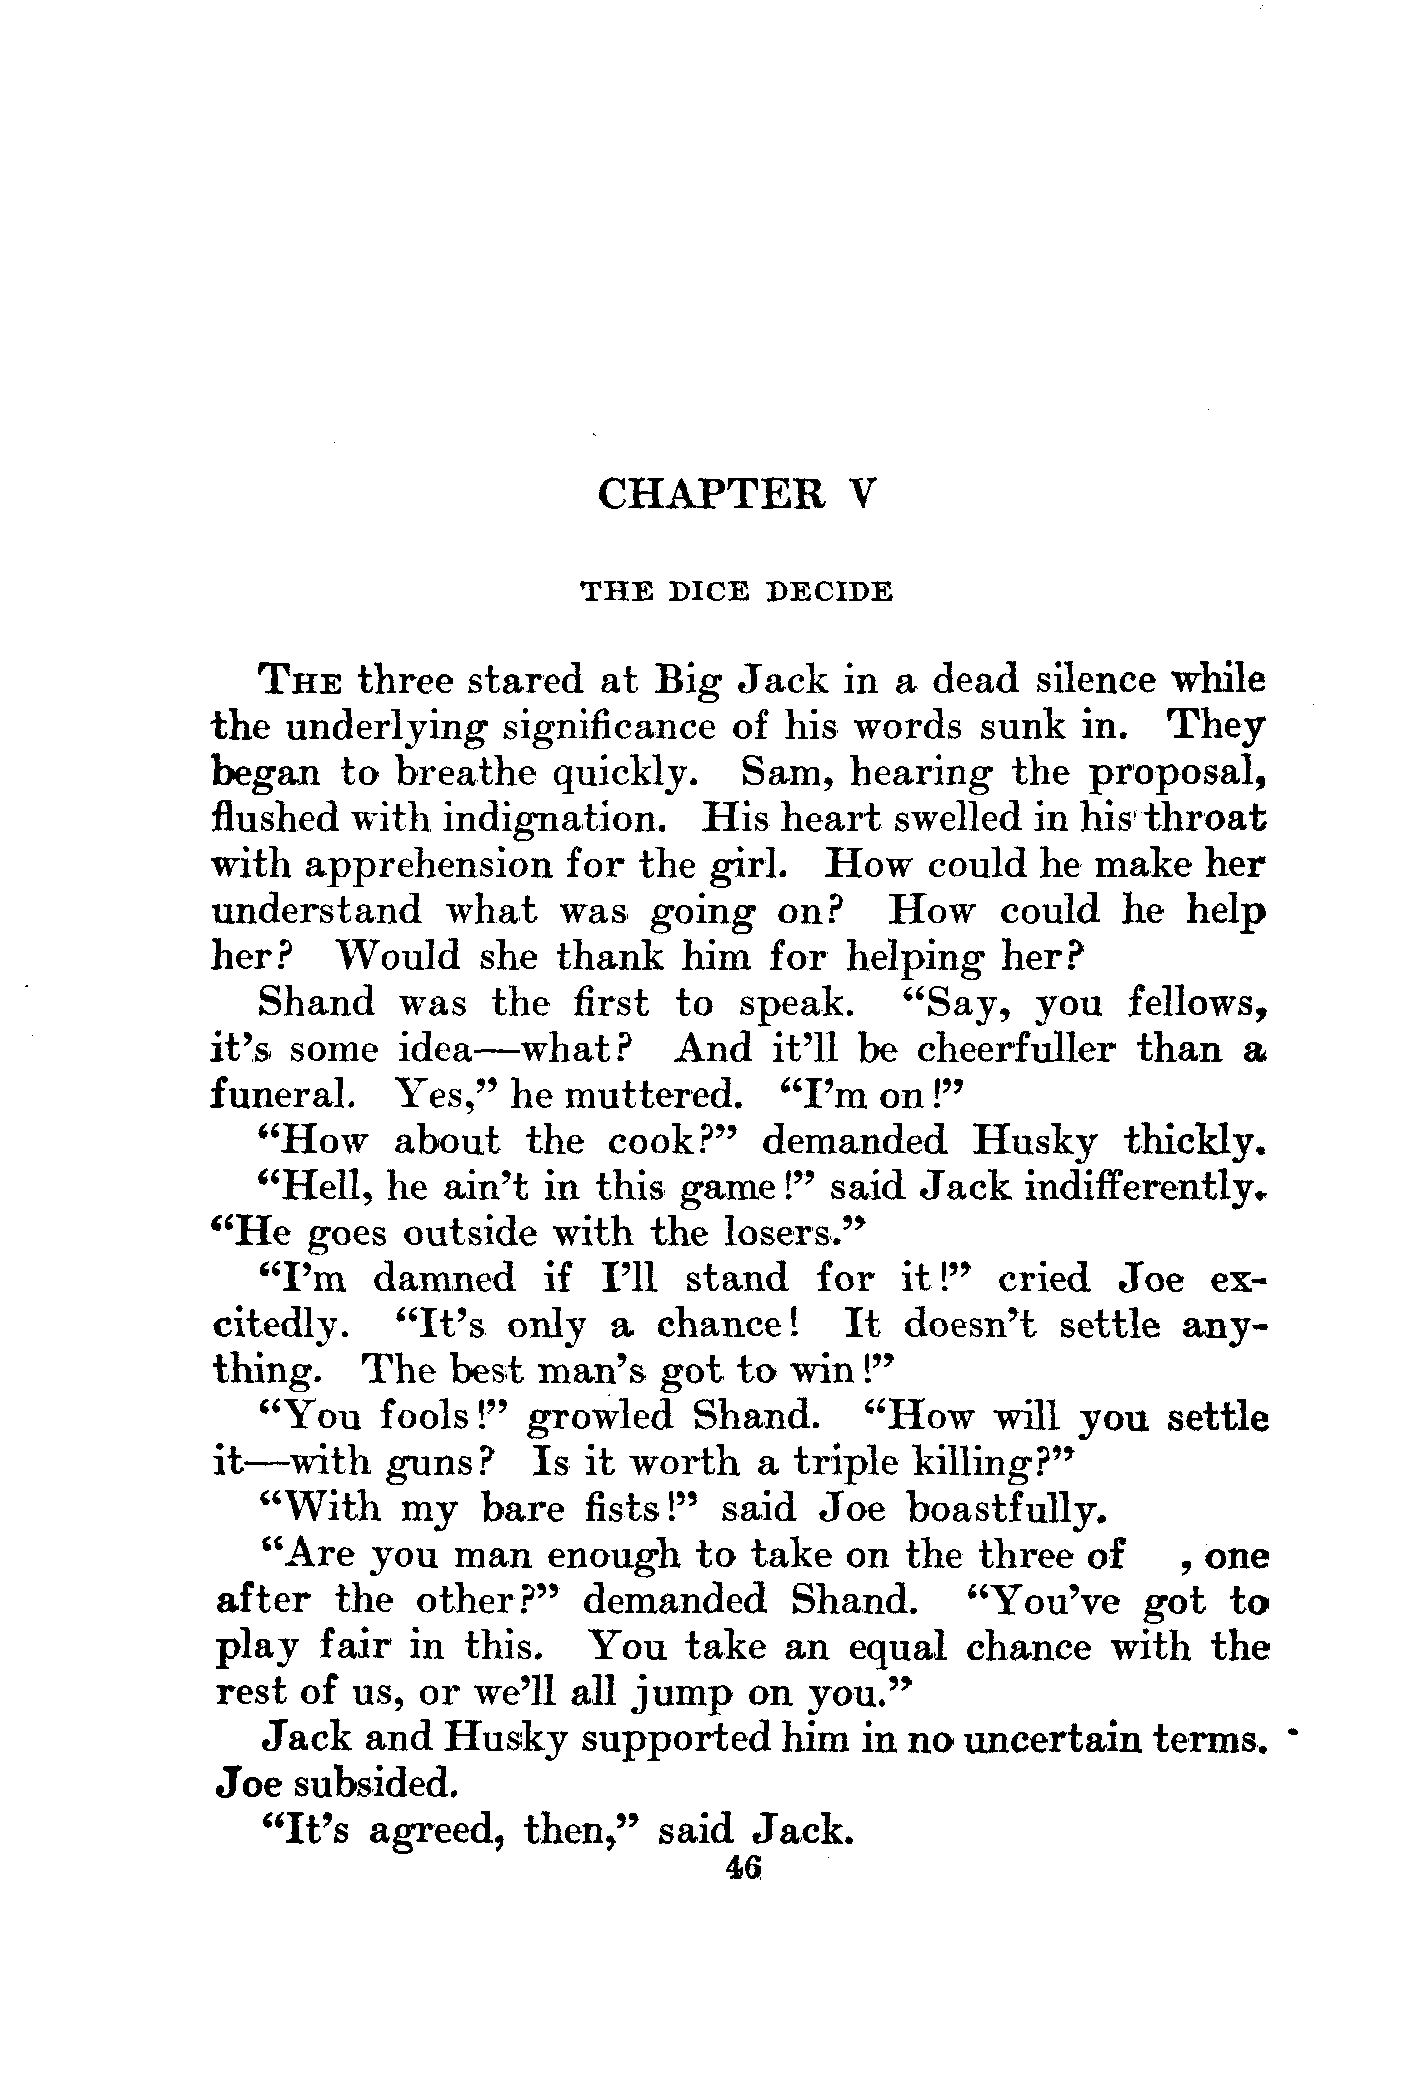 CHAPTER V
THE DICE DECIDE
THE three stared at Big Jack in a dead silence while
the underlying significance of his words sunk in. They
began to breathe quickly. Sam, hearing the proposal,
flushed with indignation. His heart swelled in his throat
with apprehension for the girl. How could he make her
understand what was going on? How could he help
her? Would she thank him for helping her?
Shand was the first to speak. “Say, you fellows,
it’s some idea—what? And it’ll be cheerfuller than a
funeral. Yes,” he muttered. “I’m on!”
“How about the cook?” demanded Husky thickly.
“Hell, he ain’t in this game!” said Jack indifferently.
“He goes outside with the losers.”
“I’m damned if I’ll stand for it!” cried Joe ex-
citedly. “It’s only a chance! It doesn’t settle any-
thing. The best man’s got to win!”
“You fools!” growled Shand. “How will you settle
it—with guns? Is it worth a triple killing?”
“With my bare fists!” said Joe boastfully.
“Are you man enough to take on the three of , one
after the other?” demanded Shand. “You’ve got to
play fair in this. You take an equal chance with the
rest of us, or we’ll all jump on you.”
Jack and Husky supported him in no uncertain terms.
Joe subsided.
“It’s agreed, then,” said Jack.
46